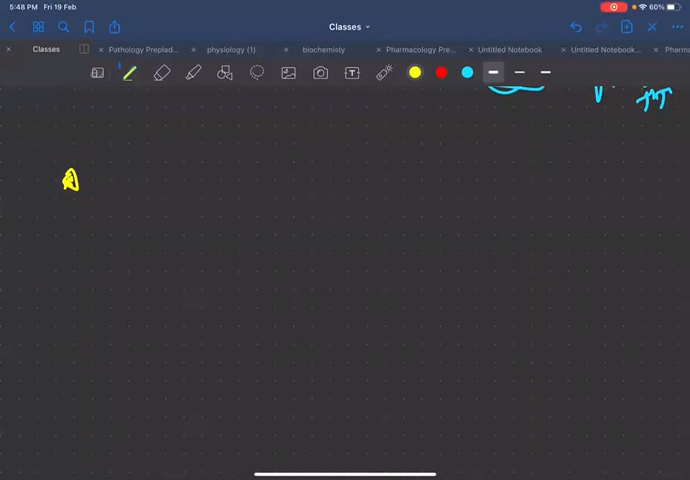 5:48 PM Fri 19 Feb 60%
Classes
Classes Pathology Preplad... physiology (1) biochemisty Pharmacology Pre... Untitled Notebook Untitled Notebook... Pharma
T